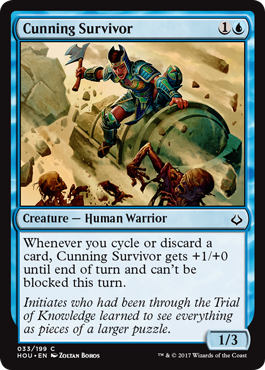 Cunning Survivor 1
Creature — Human Warrior
Whenever you cycle or discard a
card, Cunning Survivor gets +1/+0
until end of turn and can't be
blocked this turn.
Initiates who had been through the Trial
of Knowledge learned to see everything
as pieces of a larger puzzle.
1/3
033/199 C
HOU • EN ZOLTAN BOROS ™ & © 2017 Wizards of the Coast